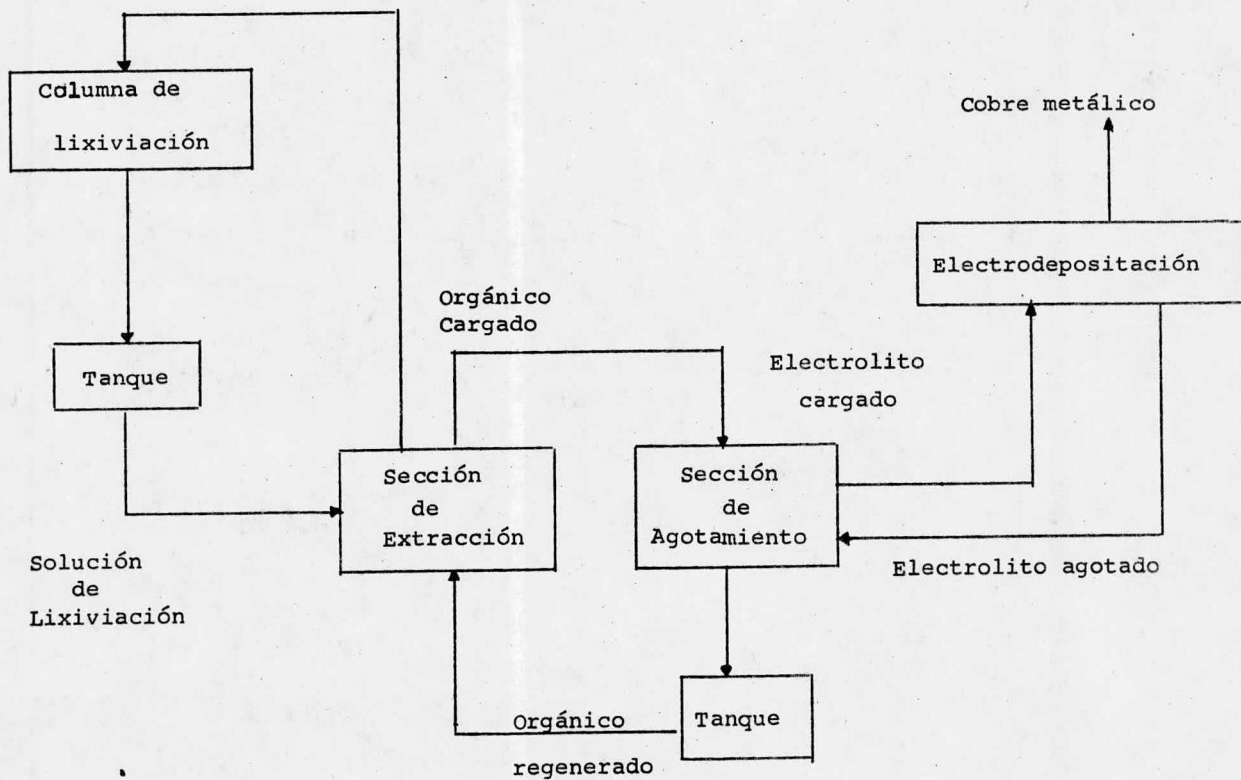 Columna de
lixiviación
Cobre metálico
Electrodepositación
Orgánico
Cargado
Tanque
Electrolito
cargado
Sección
de
Extracción
Sección
de
Agotamiento
Solución
de
Lixiviación
Electrolito agotado
Orgánico
regenerado
Tanque